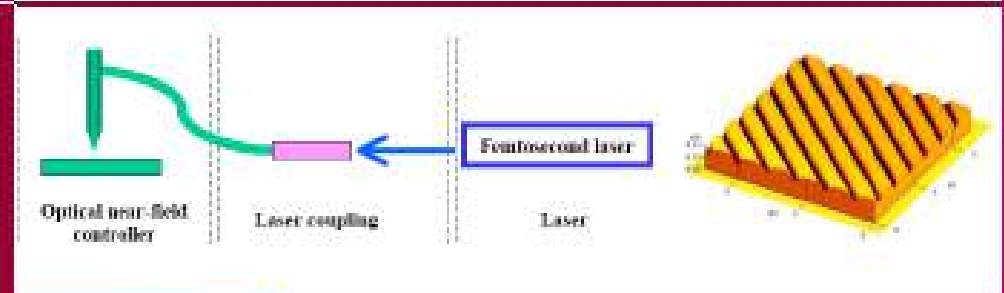 Femtosecond laser
Optical near-field
controller
Laser coupling
Laser